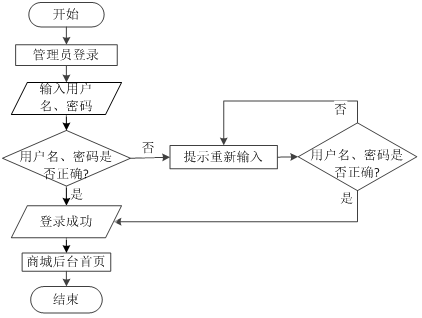 开始
管理员登录
输入用户
名、密码
否
用户名、密码是
否正确?
否
提示重新输入
用户名、密码是
否正确?
是
是
登录成功
商城后台首页
结束